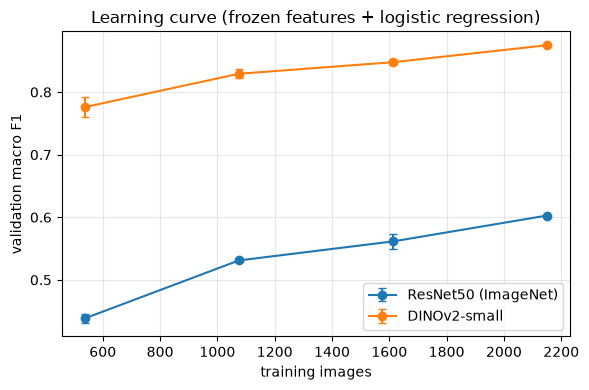 Learning curve (frozen features + logistic regression)
validation macro F1
0.8
0.7
0.6
0.5
600 800 1000 1200 1400 1600 1800 2000 2200
training images
ResNet50 (ImageNet)
DINOv2-small